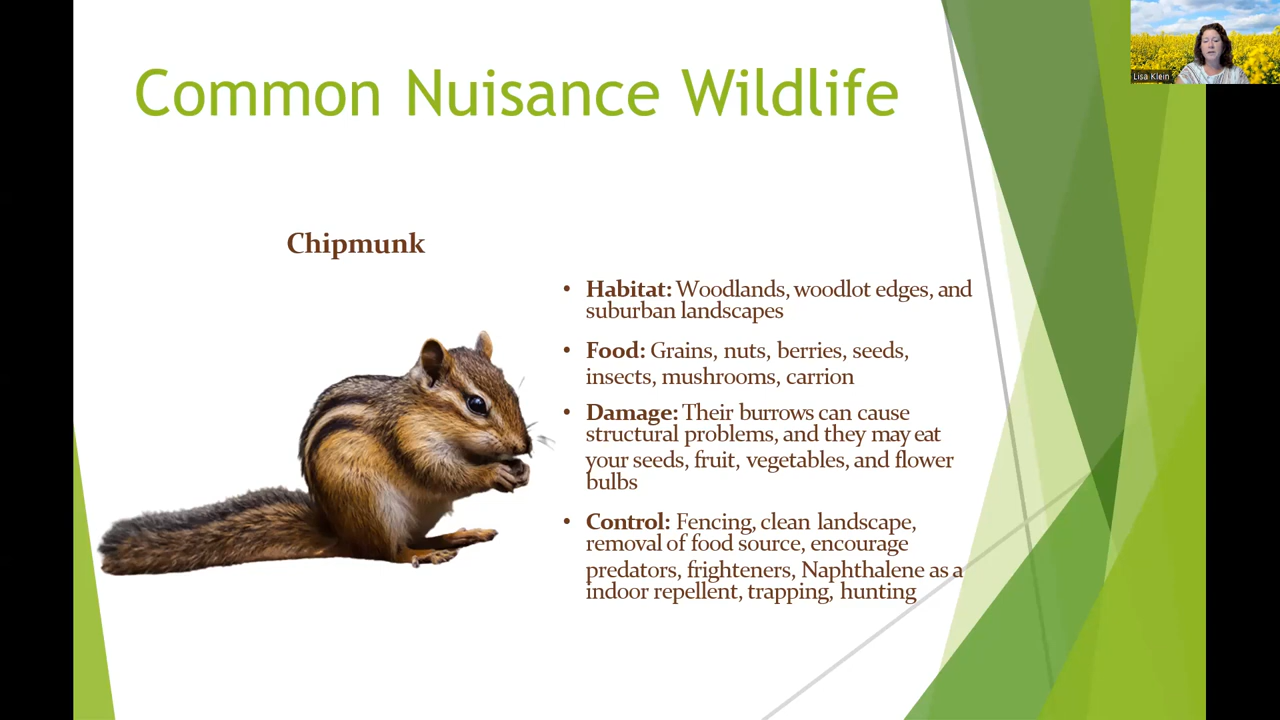 Common Nuisance Wildlife
Lisa Klein
Chipmunk
• Habitat: Woodlands, woodlot edges, and
suburban landscapes
• Food: Grains, nuts, berries, seeds,
insects, mushrooms, carrion
• Damage: Their burrows can cause
structural problems, and they may eat
your seeds, fruit, vegetables, and flower
bulbs
• Control: Fencing, clean landscape,
removal of food source, encourage
predators, frighteners, Naphthalene as a
indoor repellent, trapping, hunting